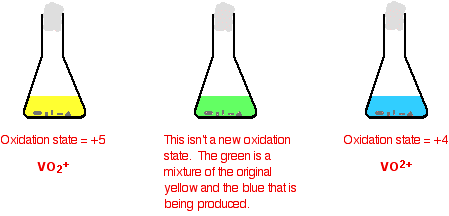 Oxidation state = +5
VO₂⁺
This isn't a new oxidation
state. The green is a
mixture of the original
yellow and the blue that is
being produced.
Oxidation state = +4
VO²⁺